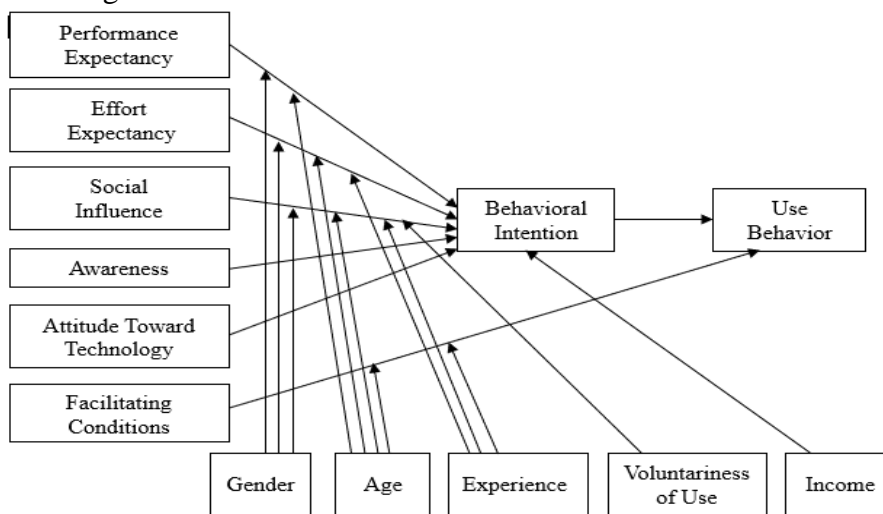 Performance
Expectancy
Effort
Expectancy
Social
Influence
Awareness
Attitude Toward
Technology
Facilitating
Conditions
Behavioral
Intention
Use
Behavior
Gender
Age
Experience
Voluntariness
of Use
Income